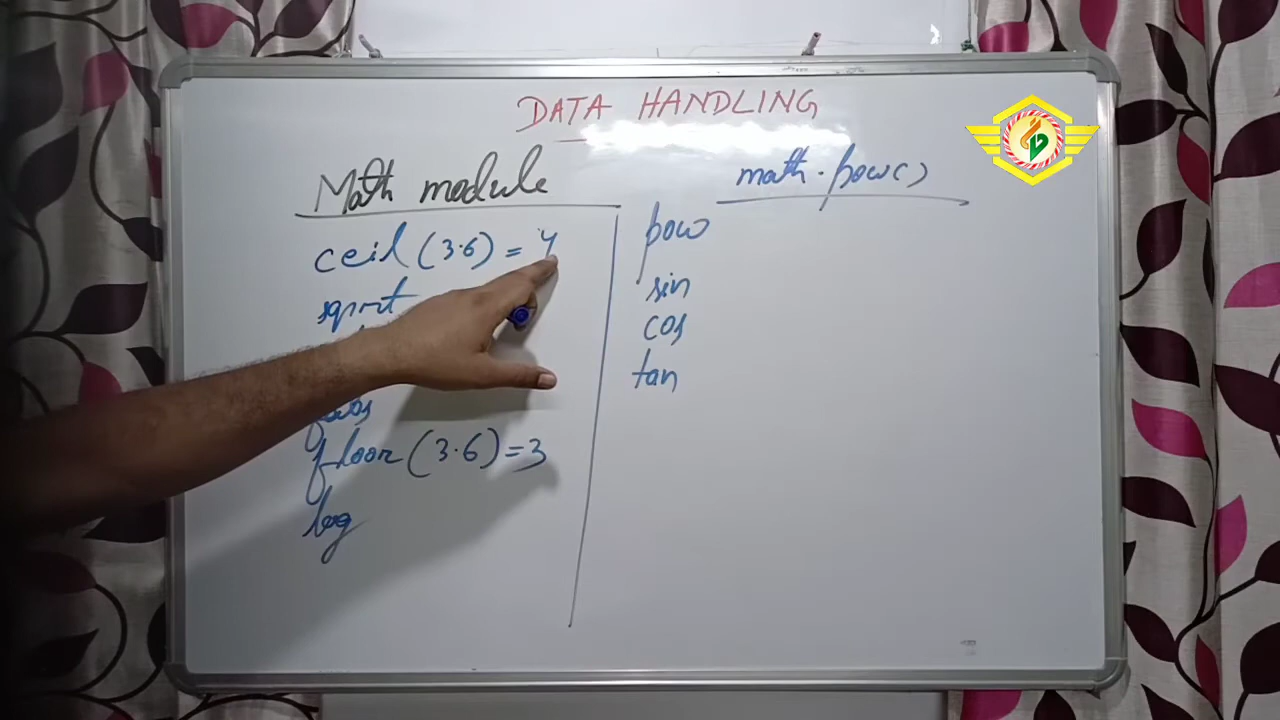 DATA HANDLING
Math module
ceil (3.6) = 4
sqrt
floor (3.6) = 3
log
math.pow()
pow
sin
cos
tan